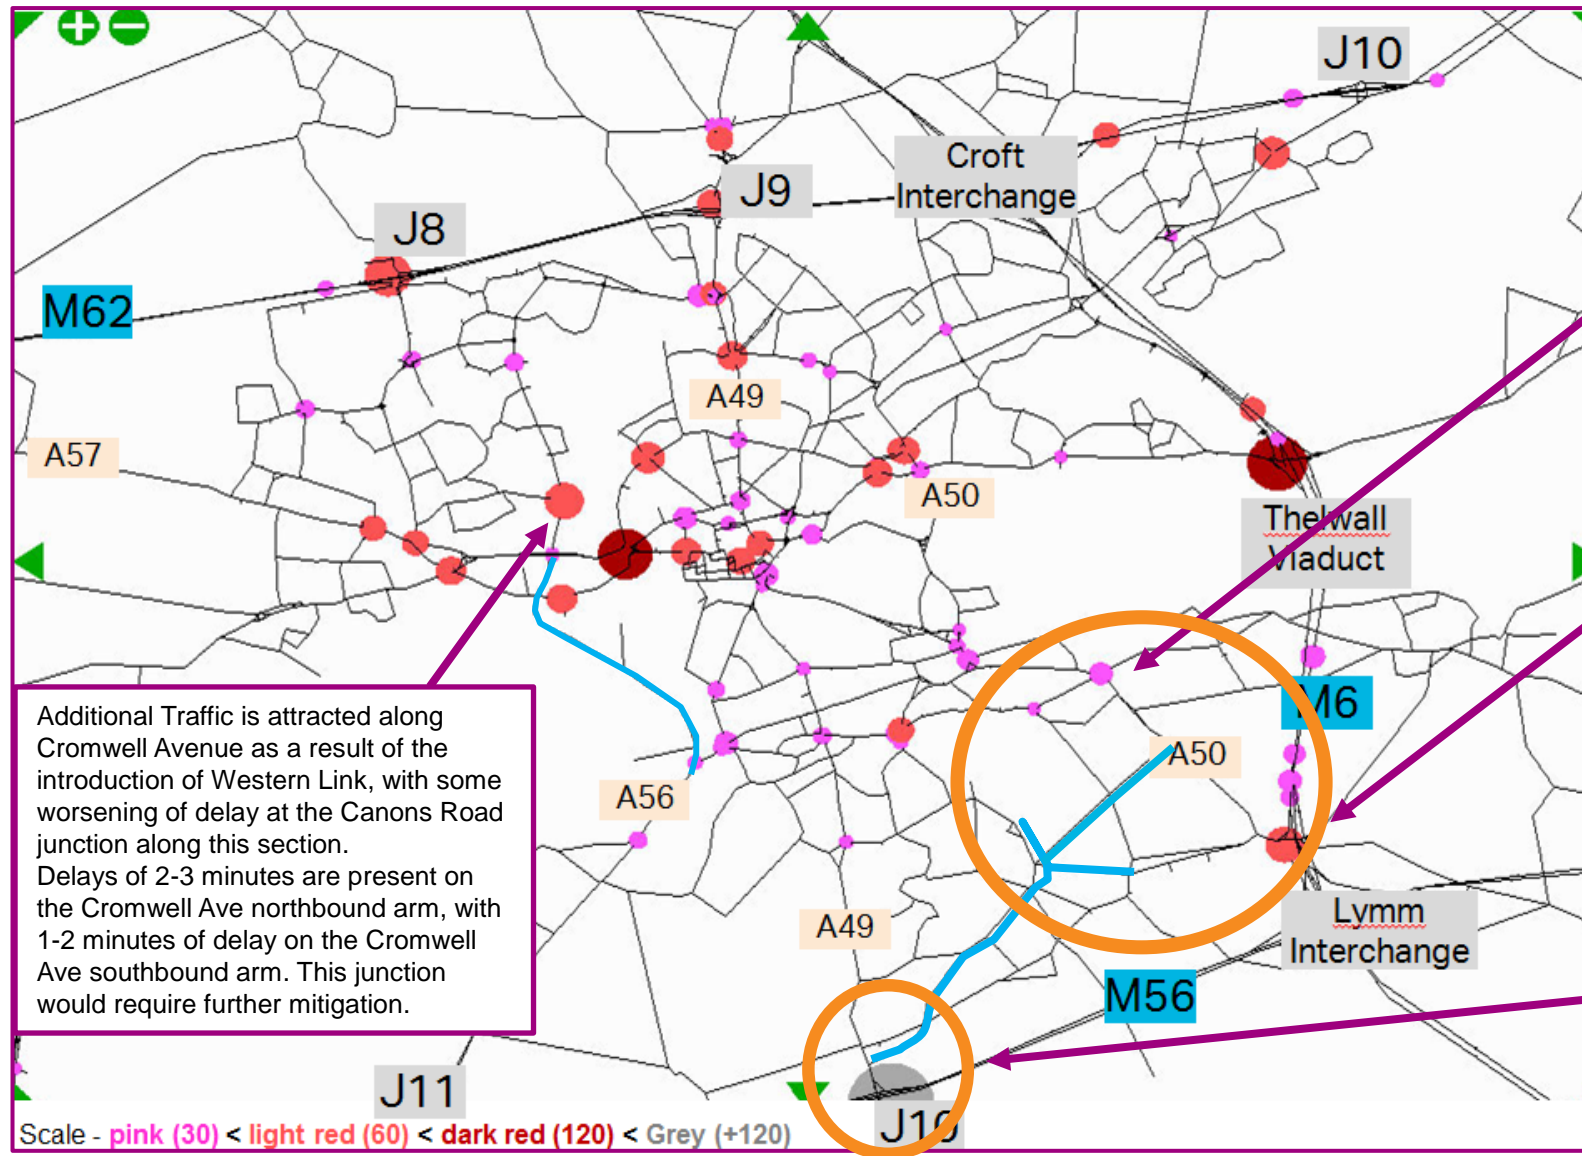 J10
Croft
Interchange
J9
J8
M62
A49
A57
A50
Thelwall
Viaduct
M6
A50
A56
Additional Traffic is attracted along
Cromwell Avenue as a result of the
introduction of Western Link, with some
worsening of delay at the Canons Road
junction along this section.
Delays of 2-3 minutes are present on
the Cromwell Ave northbound arm, with
1-2 minutes of delay on the Cromwell
Ave southbound arm. This junction
would require further mitigation.
A49
Lymm
Interchange
M56
J11
J10
Scale - pink (30) < light red (60) < dark red (120) < Grey (+120)